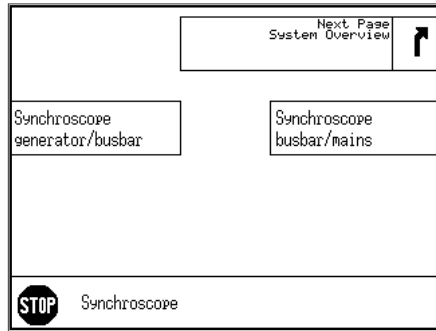 Next Page
System Overview
Synchroscope
generator/busbar
Synchroscope
busbar/mains
STOP
Synchroscope